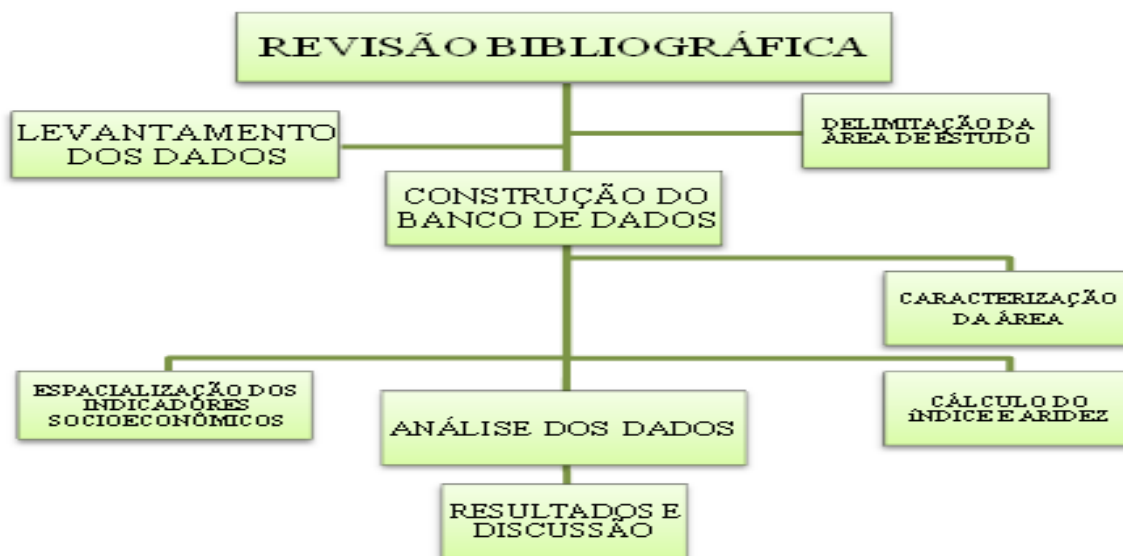 REVISÃO BIBLIOGRÁFICA
LEVANTAMENTO
DOS DADOS
DELIMITAÇÃO DA
ÁREA DE ESTUDO
CONSTRUÇÃO DO
BANCO DE DADOS
CARACTERIZAÇÃO
DA ÁREA
ESPACIALIZAÇÃO DOS
INDICADORES
SOCIOECONÔMICOS
ANÁLISE DOS DADOS
CÂLCULO DO
ÍNDICE E ARIDEZ
RESULTADOS E
DISCUSSÃO